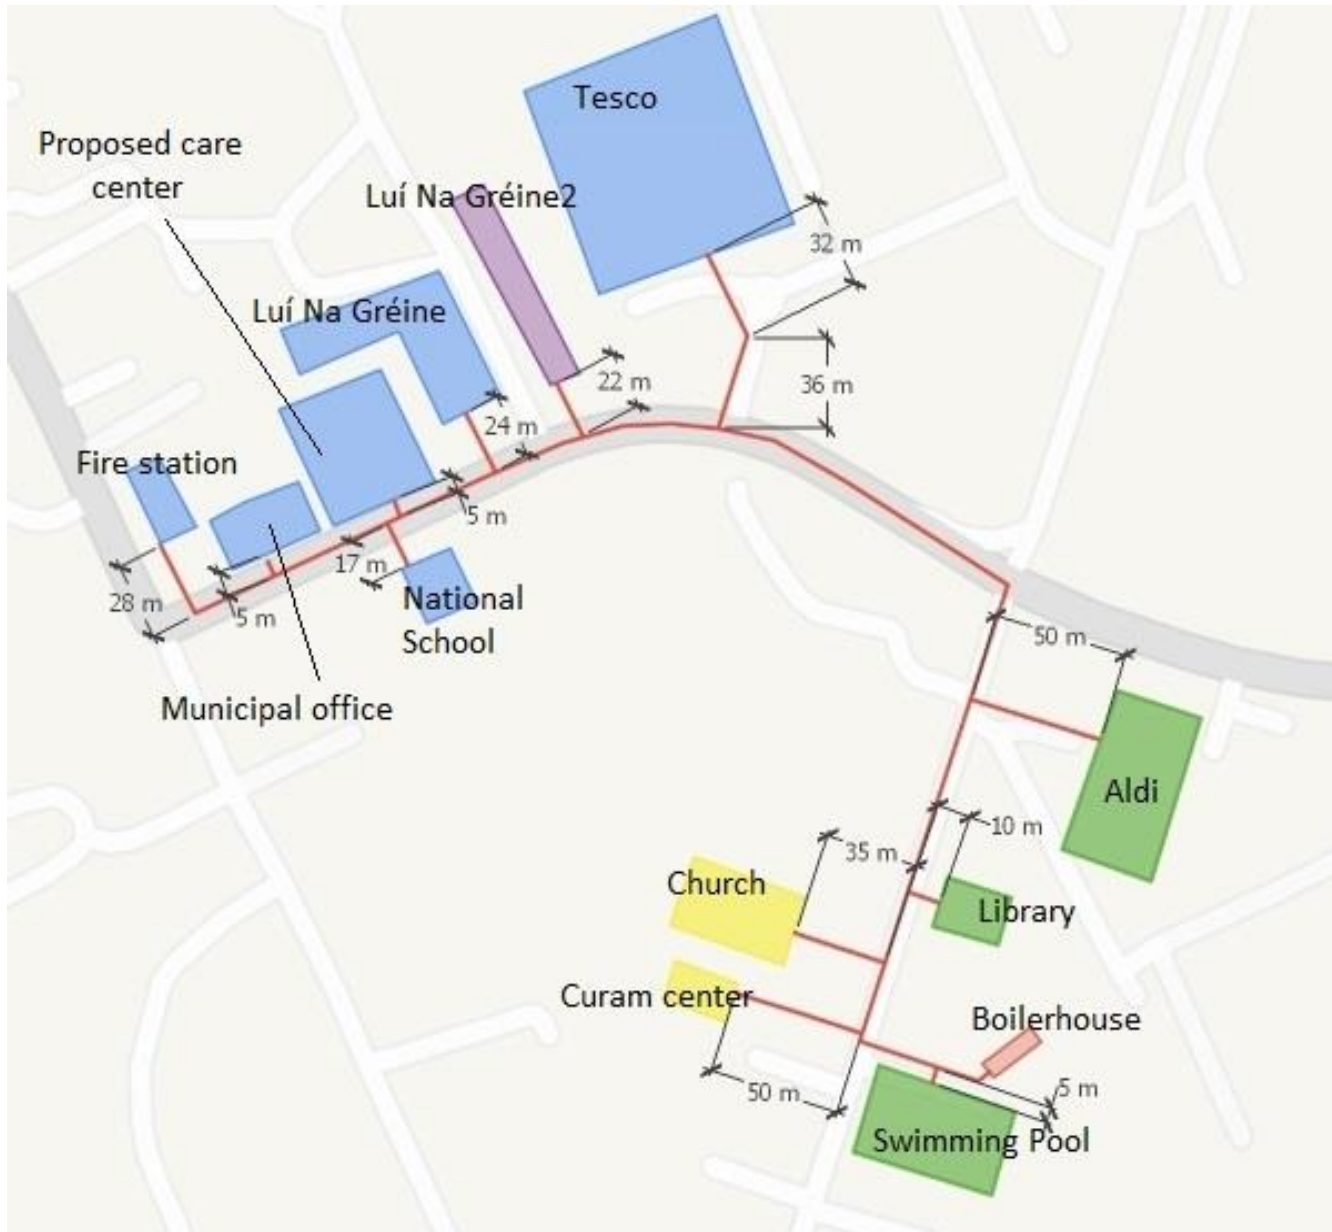 Tesco
Proposed care
center
Luí Na Gréine2
32 m
Luí Na Gréine
22 m
36 m
24 m
Fire station
5 m
17 m
28 m
5 m
National
School
50 m
Municipal office
Aldi
10 m
35 m
Church
Library
Curam center
Boilerhouse
50 m
5 m
Swimming Pool